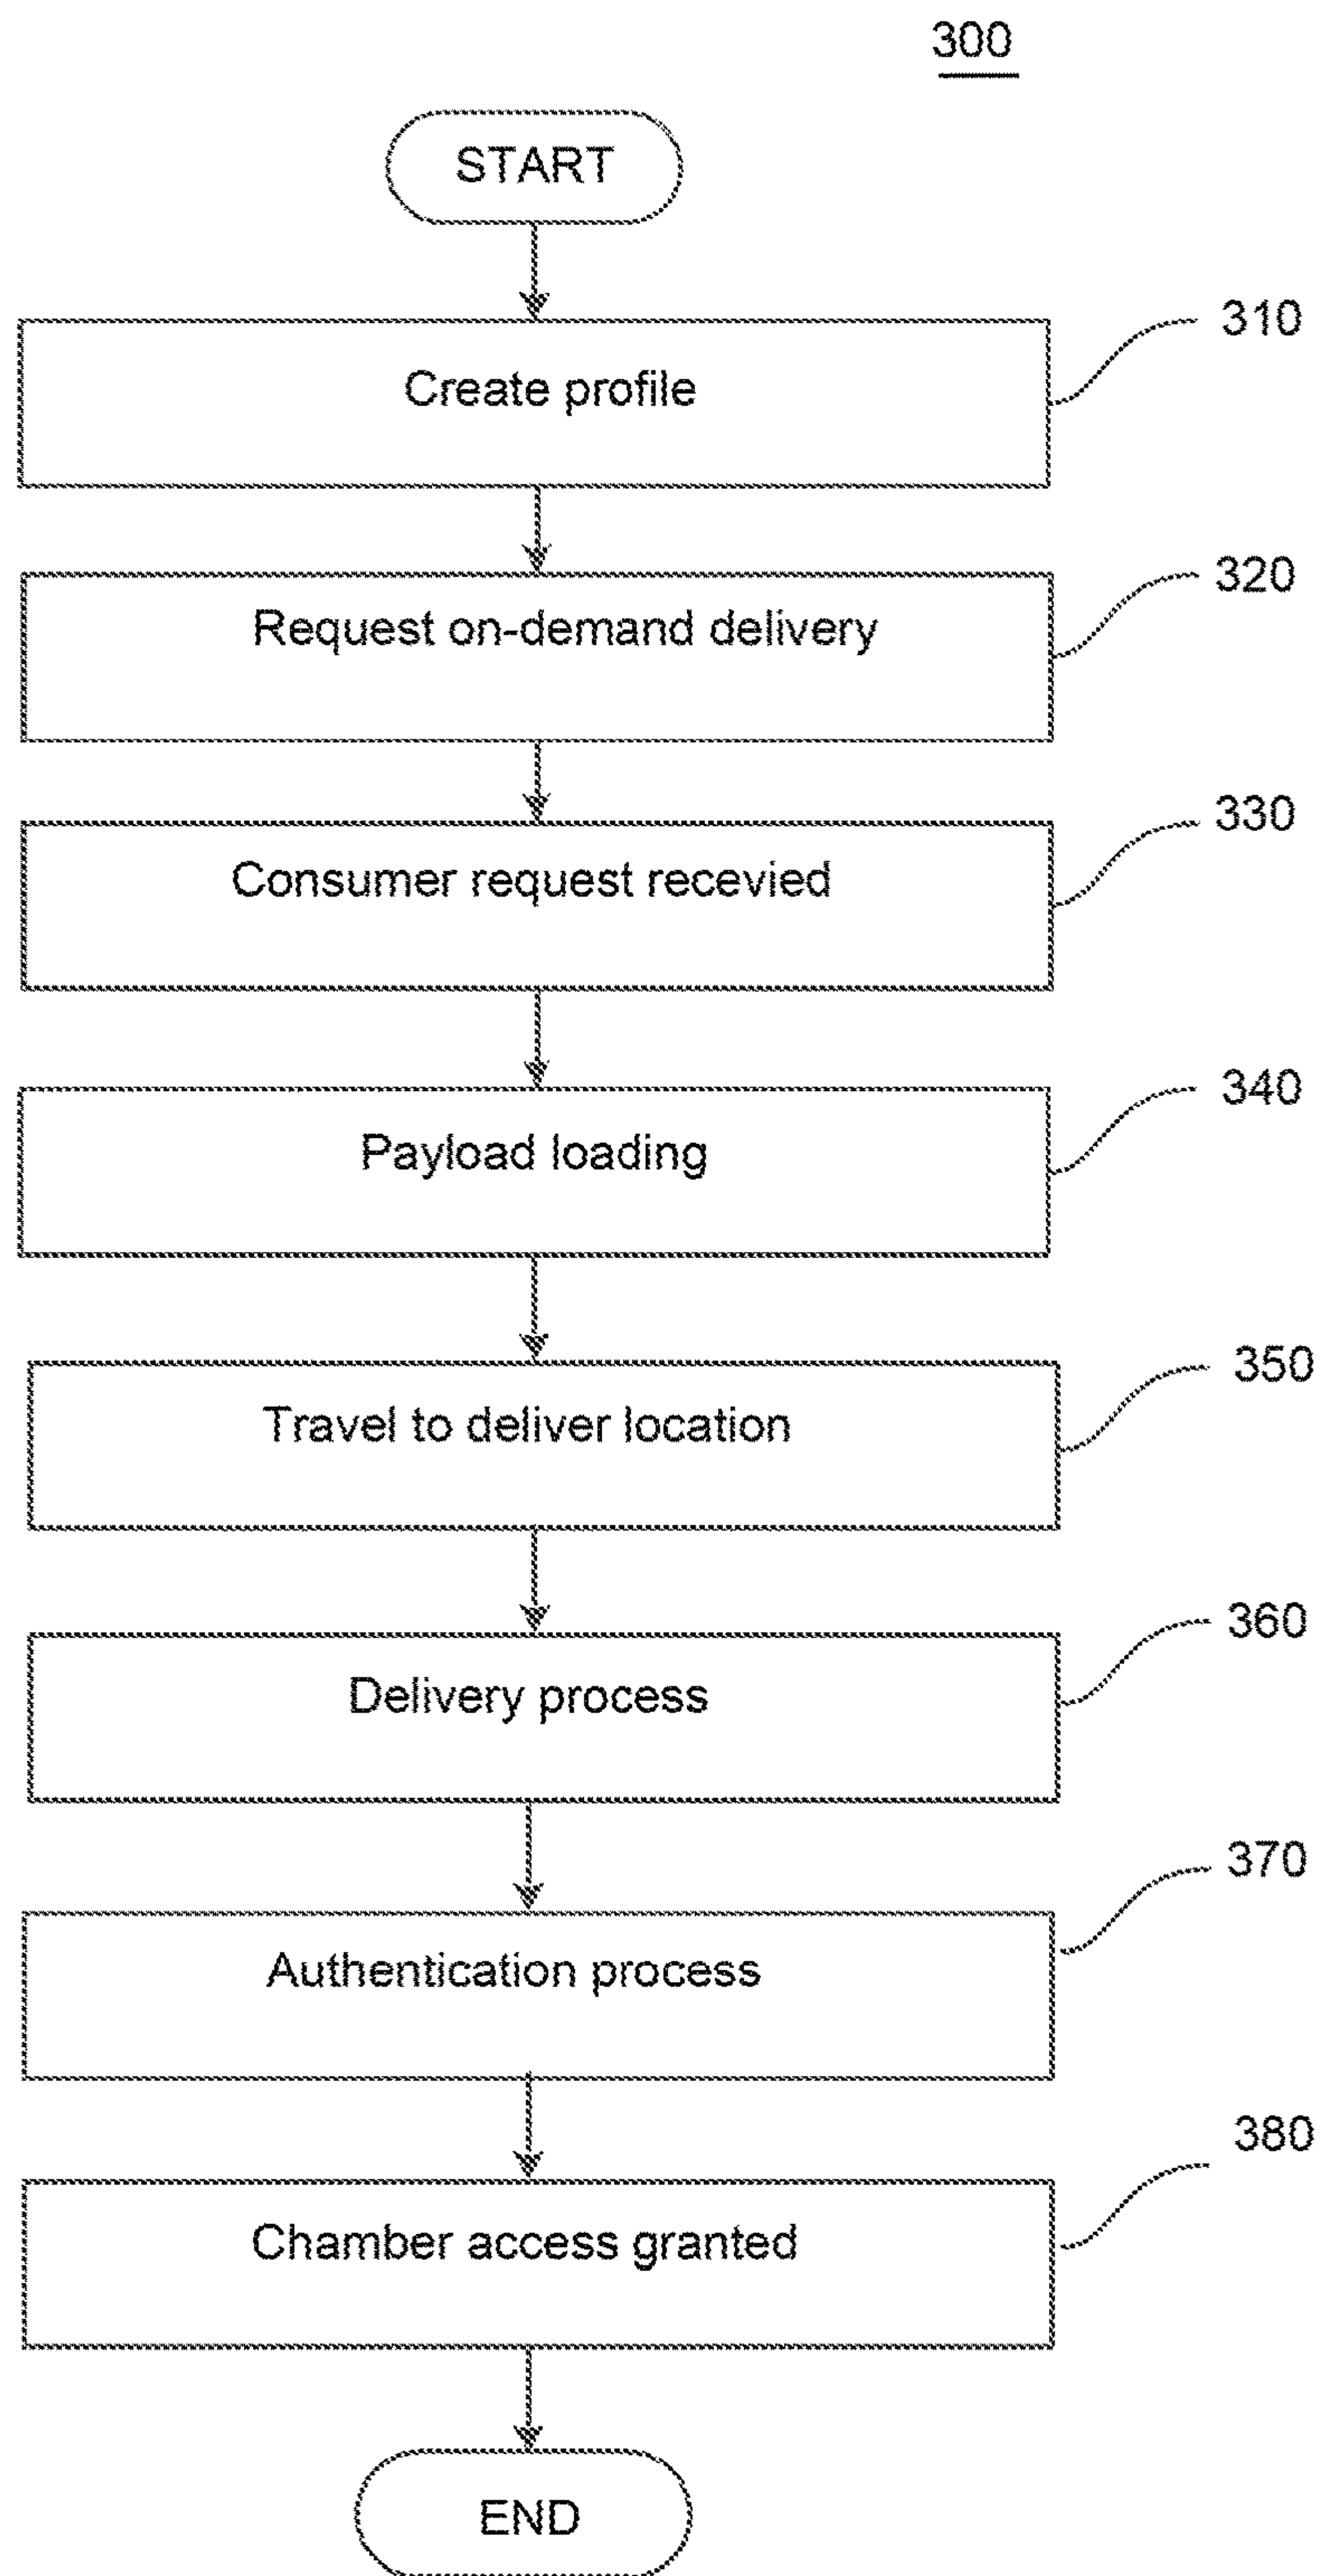 300
START
310
Create profile
320
Request on-demand delivery
330
Consumer request recevied
340
Payload loading
350
Travel to deliver location
360
Delivery process
370
Authentication process
380
Chamber access granted
END